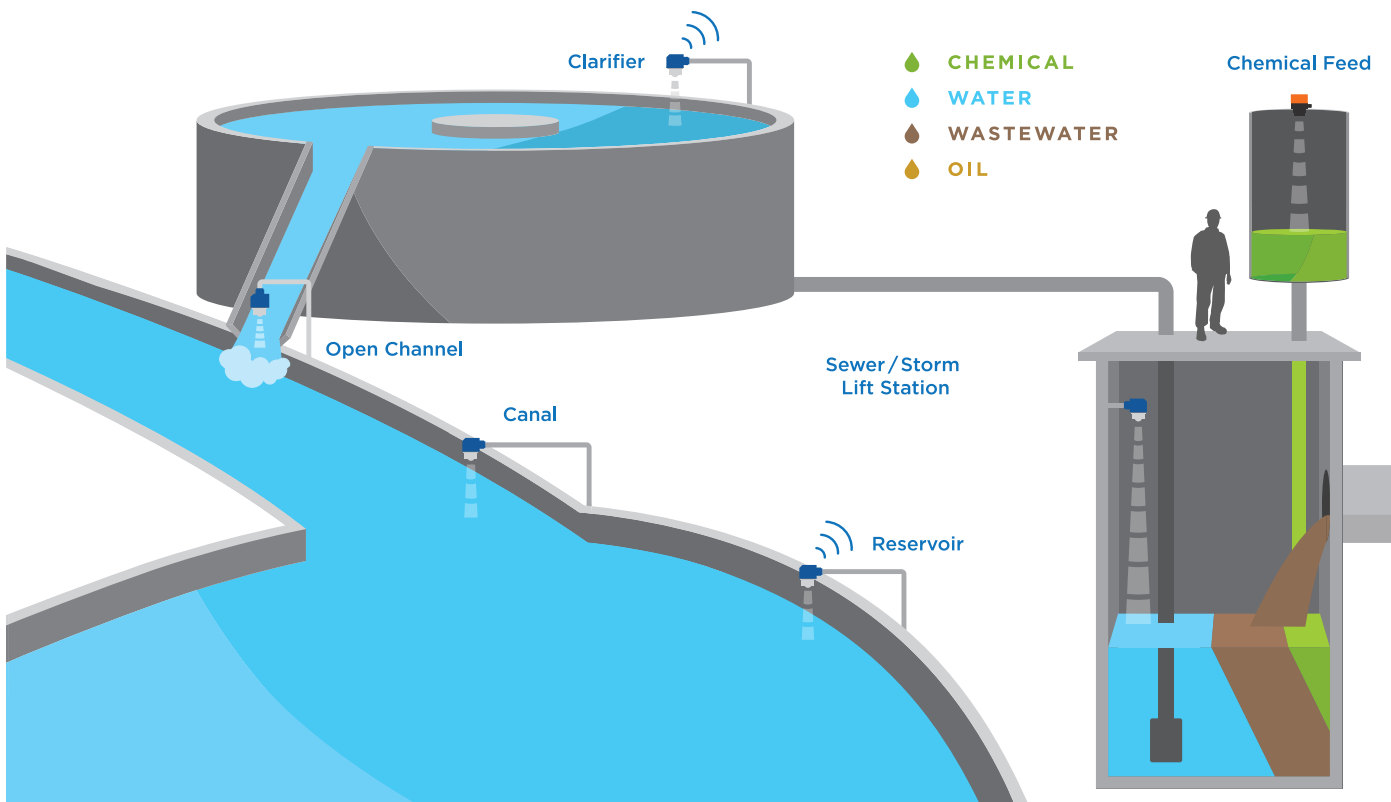 Clarifier
CHEMICAL
WATER
WASTEWATER
OIL
Chemical Feed
Open Channel
Sewer/Storm
Lift Station
Canal
Reservoir